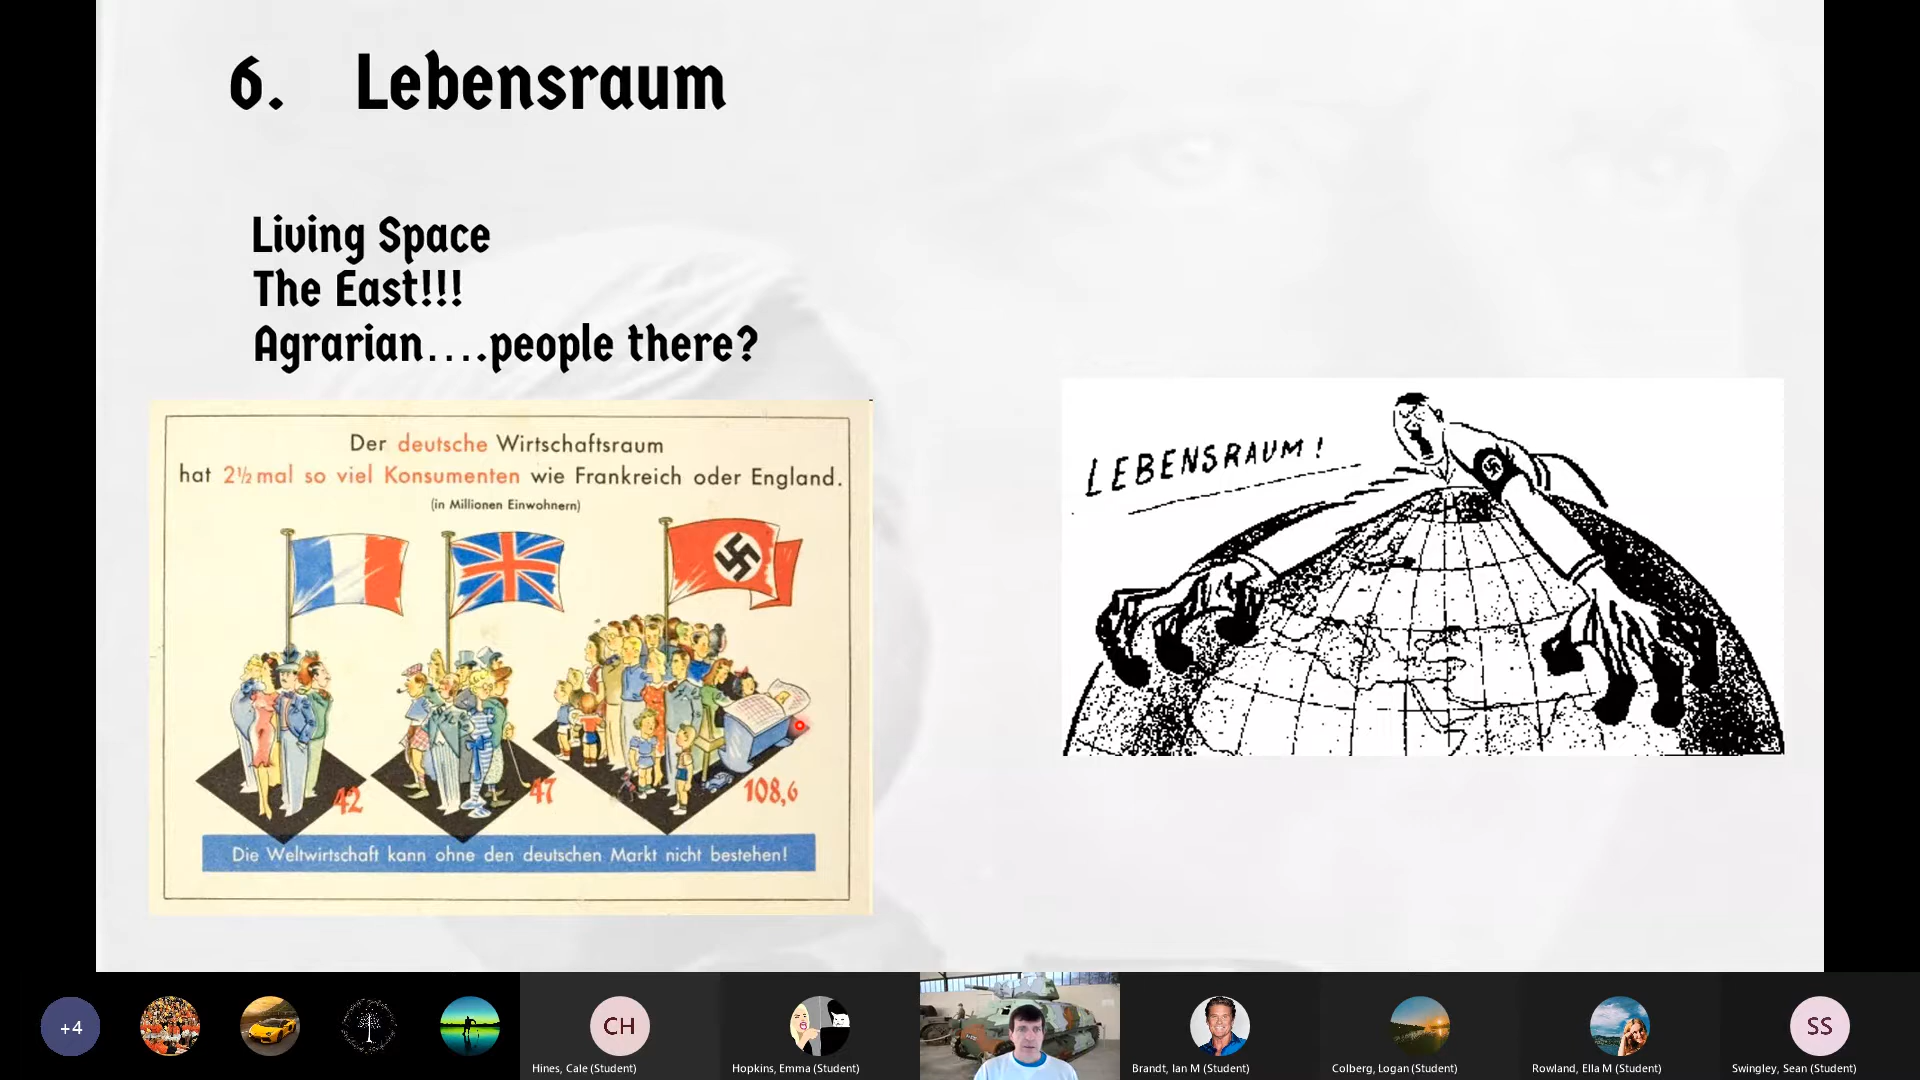 6. Lebensraum
Living Space
The East!!!
Agrarian....people there?
Der deutsche Wirtschaftsraum
hat 2½ mal so viel Konsumenten wie Frankreich oder England.
(in Millionen Einwohnern)
42
47
108,6
Die Weltwirtschaft kann ohne den deutschen Markt nicht bestehen!
LEBENSRAUM!
+4
CH
Hines, Cale (Student)
Hopkins, Emma (Student)
Brandt, Ian M (Student)
Colberg, Logan (Student)
Rowland, Ella M (Student)
SS
Swingley, Sean (Student)